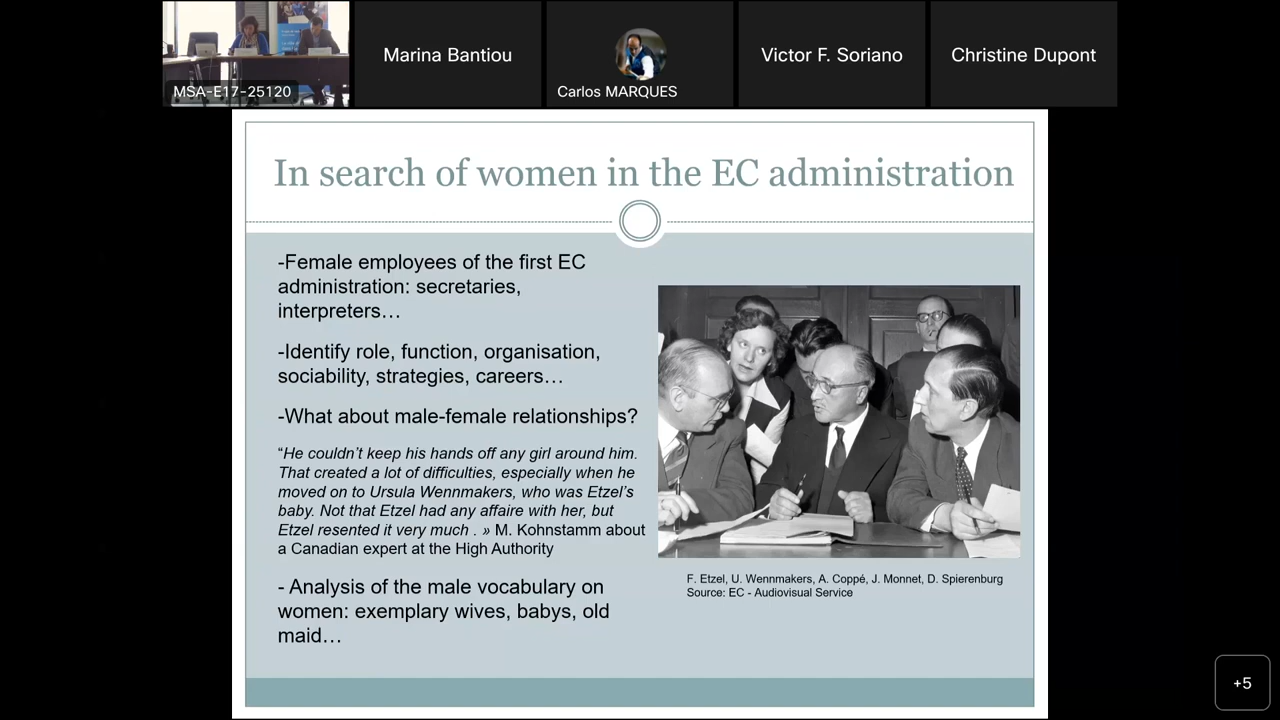 MSA-E17-25120
Marina Bantiou
Carlos MARQUES
Victor F. Soriano
Christine Dupont
In search of women in the EC administration
-Female employees of the first EC
administration: secretaries,
interpreters…
-Identify role, function, organisation,
sociability, strategies, careers…
-What about male-female relationships?
“He couldn’t keep his hands off any girl around him.
That created a lot of difficulties, especially when he
moved on to Ursula Wennmakers, who was Etzel’s
baby. Not that Etzel had any affaire with her, but
Etzel resented it very much . » M. Kohnstamm about
a Canadian expert at the High Authority
- Analysis of the male vocabulary on
women: exemplary wives, babys, old
maid…
F. Etzel, U. Wennmakers, A. Coppé, J. Monnet, D. Spierenburg
Source: EC - Audiovisual Service
+5